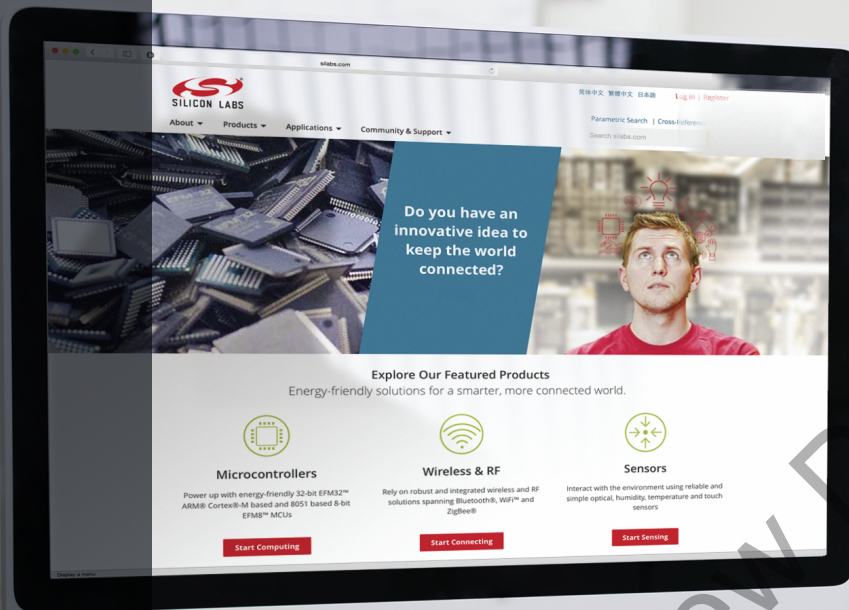 silabs.com
SILICON LABS
简体中文 繁體中文 日本語 Log in | Register
About Products Applications Community & Support
Parametric Search | Cross-Reference
Search silabs.com
Do you have an
innovative idea to
keep the world
connected?
Explore Our Featured Products
Energy-friendly solutions for a smarter, more connected world.
Microcontrollers
Power up with energy-friendly 32-bit EFM32™
ARM® Cortex®-M based and 8051 based 8-bit
EFM8™ MCUs
Start Computing
Wireless & RF
Rely on robust and integrated wireless and RF
solutions spanning Bluetooth®, WiFi™ and
ZigBee®
Start Connecting
Sensors
Interact with the environment using reliable and
simple optical, humidity, temperature and touch
sensors
Start Sensing
Display a menu